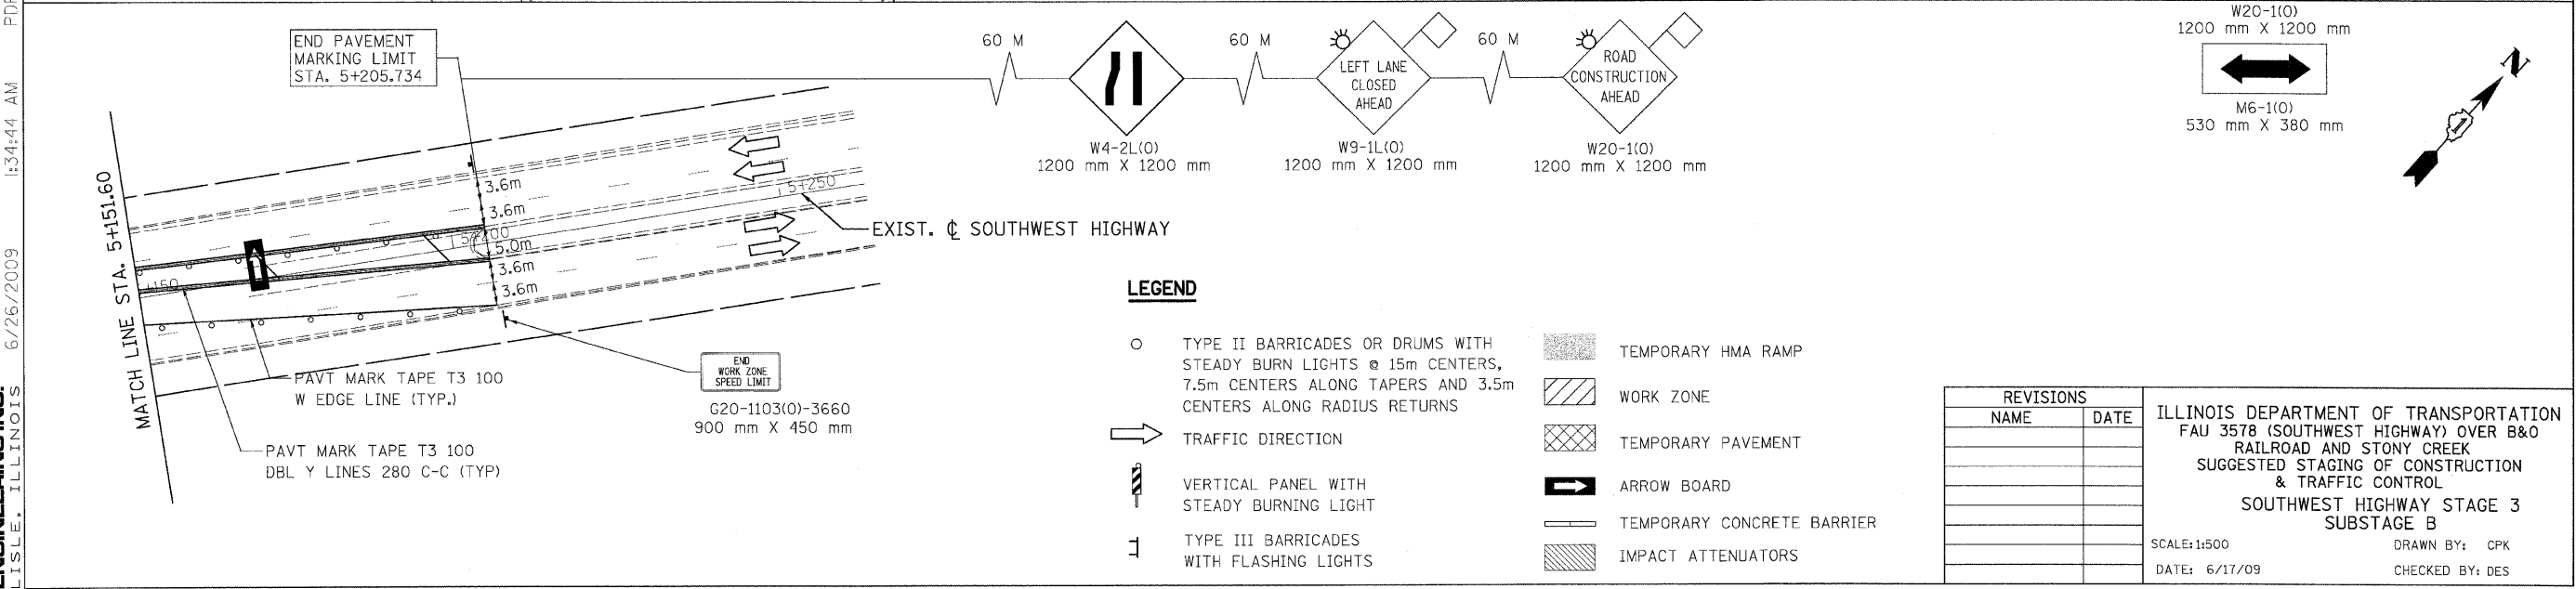 END PAVEMENT
MARKING LIMIT
STA. 5+205.734
60 M
60 M
60 M
LEFT LANE
CLOSED
AHEAD
ROAD
CONSTRUCTION
AHEAD
W4-2L(O)
1200 mm X 1200 mm
W9-1L(O)
1200 mm X 1200 mm
W20-1(O)
1200 mm X 1200 mm
W20-1(O)
1200 mm X 1200 mm
M6-1(O)
530 mm X 380 mm
N
1
MATCH LINE STA. 5+151.60
3.6m
3.6m
5.0m
3.6m
3.6m
5+200
5+250
EXIST. ℄ SOUTHWEST HIGHWAY
PAVT MARK TAPE T3 100
W EDGE LINE (TYP.)
PAVT MARK TAPE T3 100
DBL Y LINES 280 C-C (TYP)
END
WORK ZONE
SPEED LIMIT
G20-1103(O)-3660
900 mm X 450 mm
LEGEND
TYPE II BARRICADES OR DRUMS WITH
STEADY BURN LIGHTS @ 15m CENTERS,
7.5m CENTERS ALONG TAPERS AND 3.5m
CENTERS ALONG RADIUS RETURNS
TRAFFIC DIRECTION
VERTICAL PANEL WITH
STEADY BURNING LIGHT
TYPE III BARRICADES
WITH FLASHING LIGHTS
TEMPORARY HMA RAMP
WORK ZONE
TEMPORARY PAVEMENT
ARROW BOARD
TEMPORARY CONCRETE BARRIER
IMPACT ATTENUATORS
REVISIONS
NAME DATE
ILLINOIS DEPARTMENT OF TRANSPORTATION
FAU 3578 (SOUTHWEST HIGHWAY) OVER B&O
RAILROAD AND STONY CREEK
SUGGESTED STAGING OF CONSTRUCTION
& TRAFFIC CONTROL
SOUTHWEST HIGHWAY STAGE 3
SUBSTAGE B
SCALE: 1:500 DRAWN BY: CPK
DATE: 6/17/09 CHECKED BY: DES
LISLE, ILLINOIS 6/26/2009 1:34:44 AM